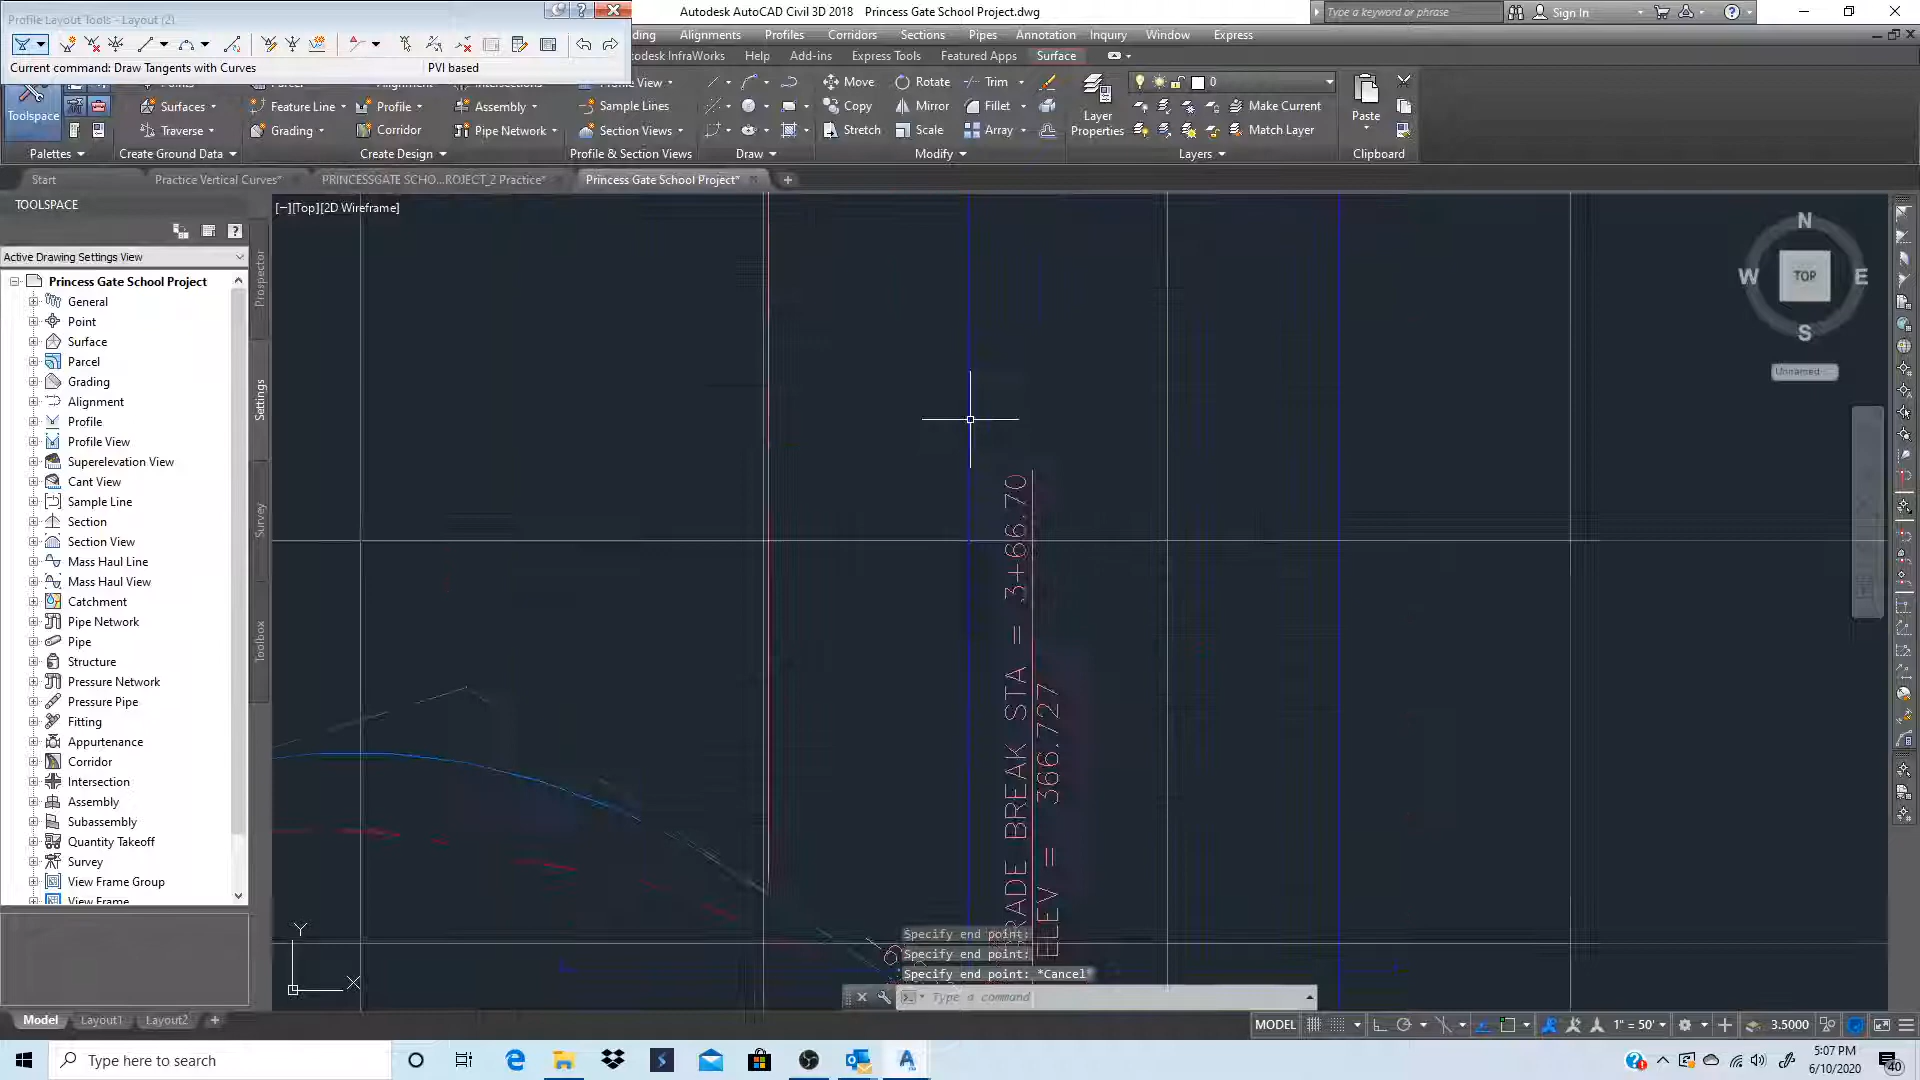 Profile Layout Tools - Layout (2)
Current command: Draw Tangents with Curves
PVI based
Autodesk AutoCAD Civil 3D 2018 Princess Gate School Project.dwg
Type a keyword or phrase
Sign In
Alignments
Profiles
Corridors
Sections
Pipes
Annotation
Inquiry
Window
Express
Help
Add-ins
Express Tools
Featured Apps
Surface
Toolspace
Surfaces
Traverse
Feature Line
Grading
Profile
Corridor
Assembly
Pipe Network
Sample Lines
Section Views
Move
Rotate
Trim
Copy
Mirror
Fillet
Stretch
Scale
Array
Layer
Properties
0
Make Current
Match Layer
Paste
Palettes
Create Ground Data
Create Design
Profile & Section Views
Draw
Modify
Layers
Clipboard
Start
Practice Vertical Curves*
PRINCESSGATE SCHO...ROJECT_2 Practice*
Princess Gate School Project*
TOOLSPACE
[−][Top][2D Wireframe]
Active Drawing Settings View
Princess Gate School Project
General
Point
Surface
Parcel
Grading
Alignment
Profile
Profile View
Superelevation View
Cant View
Sample Line
Section
Section View
Mass Haul Line
Mass Haul View
Catchment
Pipe Network
Pipe
Structure
Pressure Network
Pressure Pipe
Fitting
Appurtenance
Corridor
Intersection
Assembly
Subassembly
Quantity Takeoff
Survey
View Frame Group
View Frame
Prospector
Settings
Survey
Toolbox
N
W
TOP
E
S
Unnamed
RADE BREAK STA = 3+66.70
ELEV = 366.727
Y
X
Specify end point:
Specify end point:
Specify end point: *Cancel*
Type a command
Model
Layout1
Layout2
MODEL
1" = 50'
3.5000
Type here to search
5:07 PM
6/10/2020
40